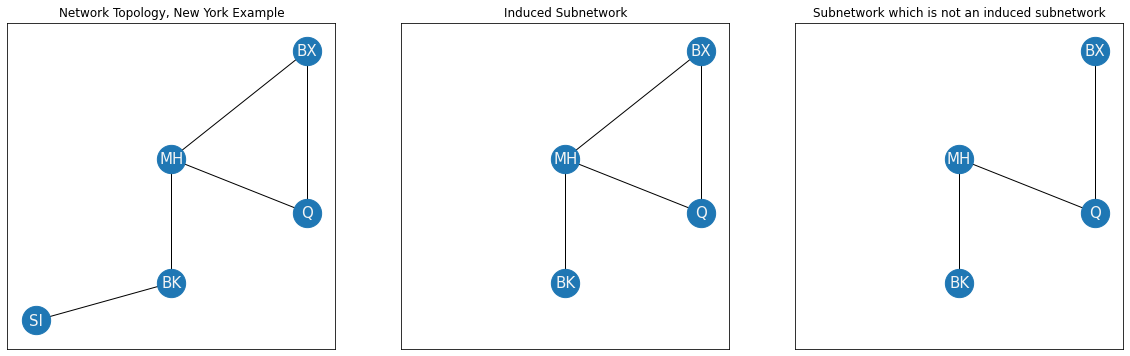 Network Topology, New York Example
BX
MH
Q
BK
SI
Induced Subnetwork
BX
MH
Q
BK
Subnetwork which is not an induced subnetwork
BX
MH
Q
BK